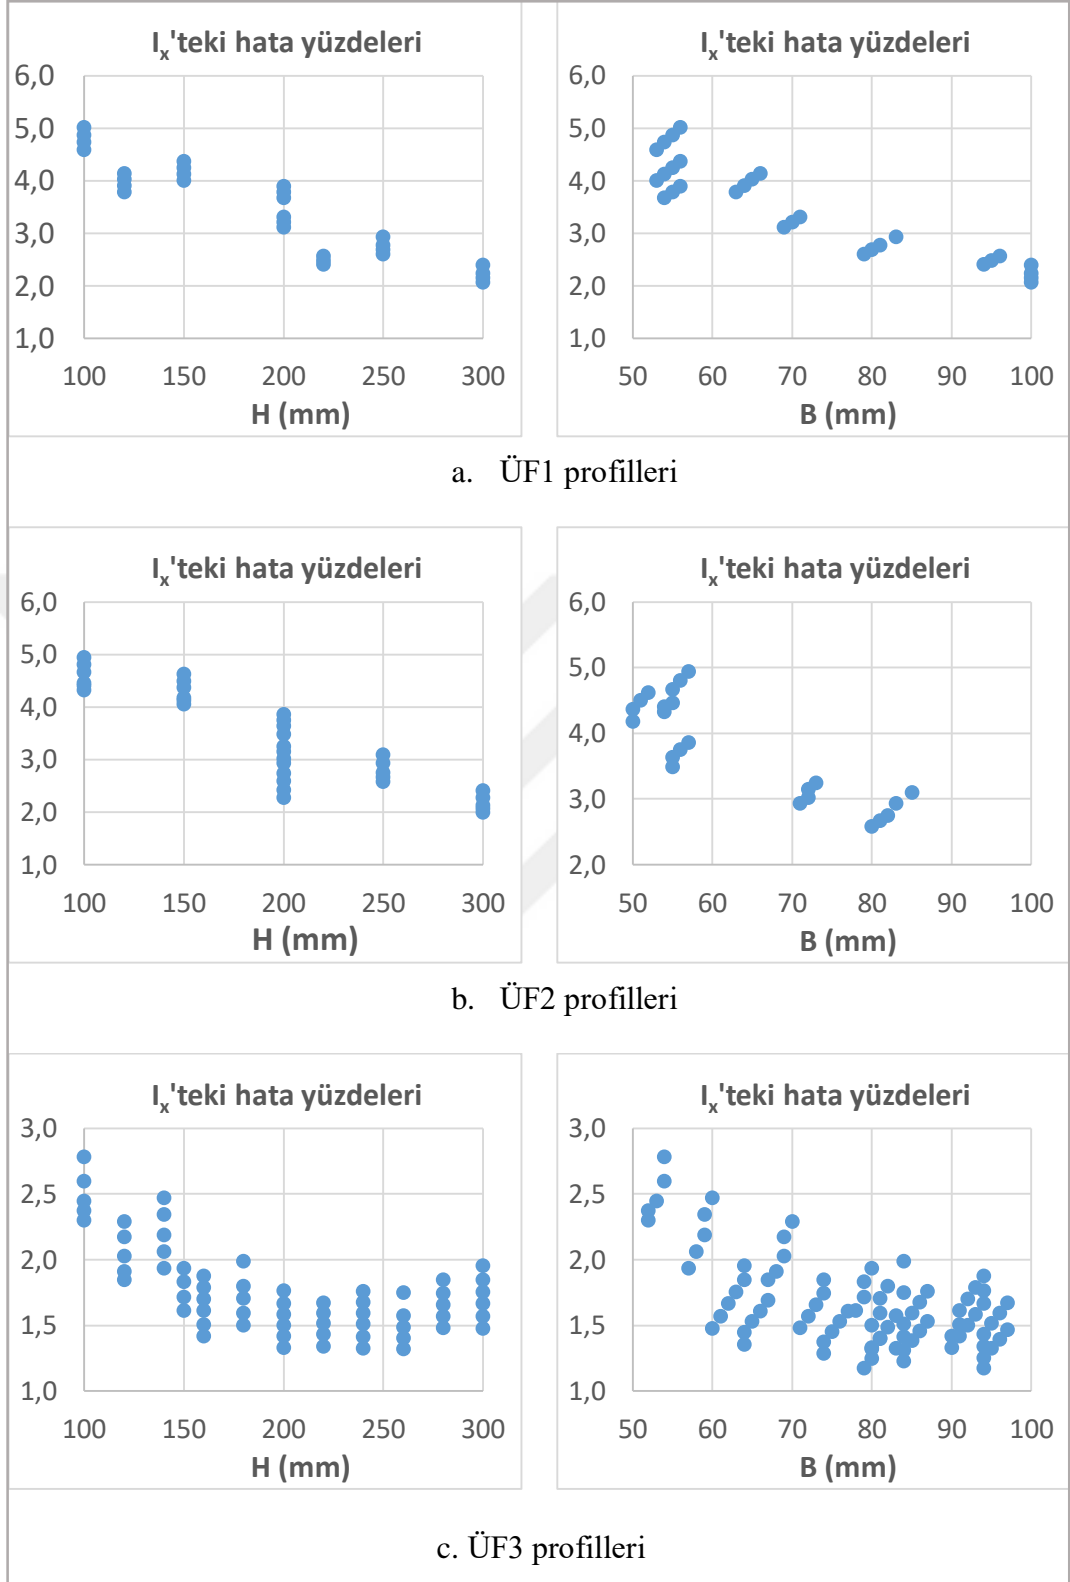 Iₓ'teki hata yüzdeleri
6,0
5,0
4,0
3,0
2,0
1,0
100 150 200 250 300
H (mm)
Iₓ'teki hata yüzdeleri
6,0
5,0
4,0
3,0
2,0
1,0
50 60 70 80 90 100
B (mm)
a. ÜF1 profilleri
Iₓ'teki hata yüzdeleri
6,0
5,0
4,0
3,0
2,0
1,0
100 150 200 250 300
H (mm)
Iₓ'teki hata yüzdeleri
6,0
5,0
4,0
3,0
2,0
50 60 70 80 90 100
B (mm)
b. ÜF2 profilleri
Iₓ'teki hata yüzdeleri
3,0
2,5
2,0
1,5
1,0
100 150 200 250 300
H (mm)
Iₓ'teki hata yüzdeleri
3,0
2,5
2,0
1,5
1,0
50 60 70 80 90 100
B (mm)
c. ÜF3 profilleri